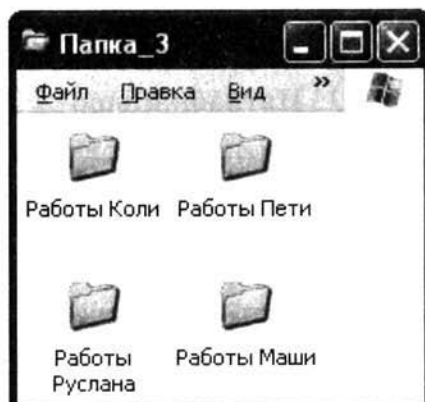 Папка_3
Файл Правка Вид »
Работы Коли Работы Пети
Работы Руслана Работы Маши